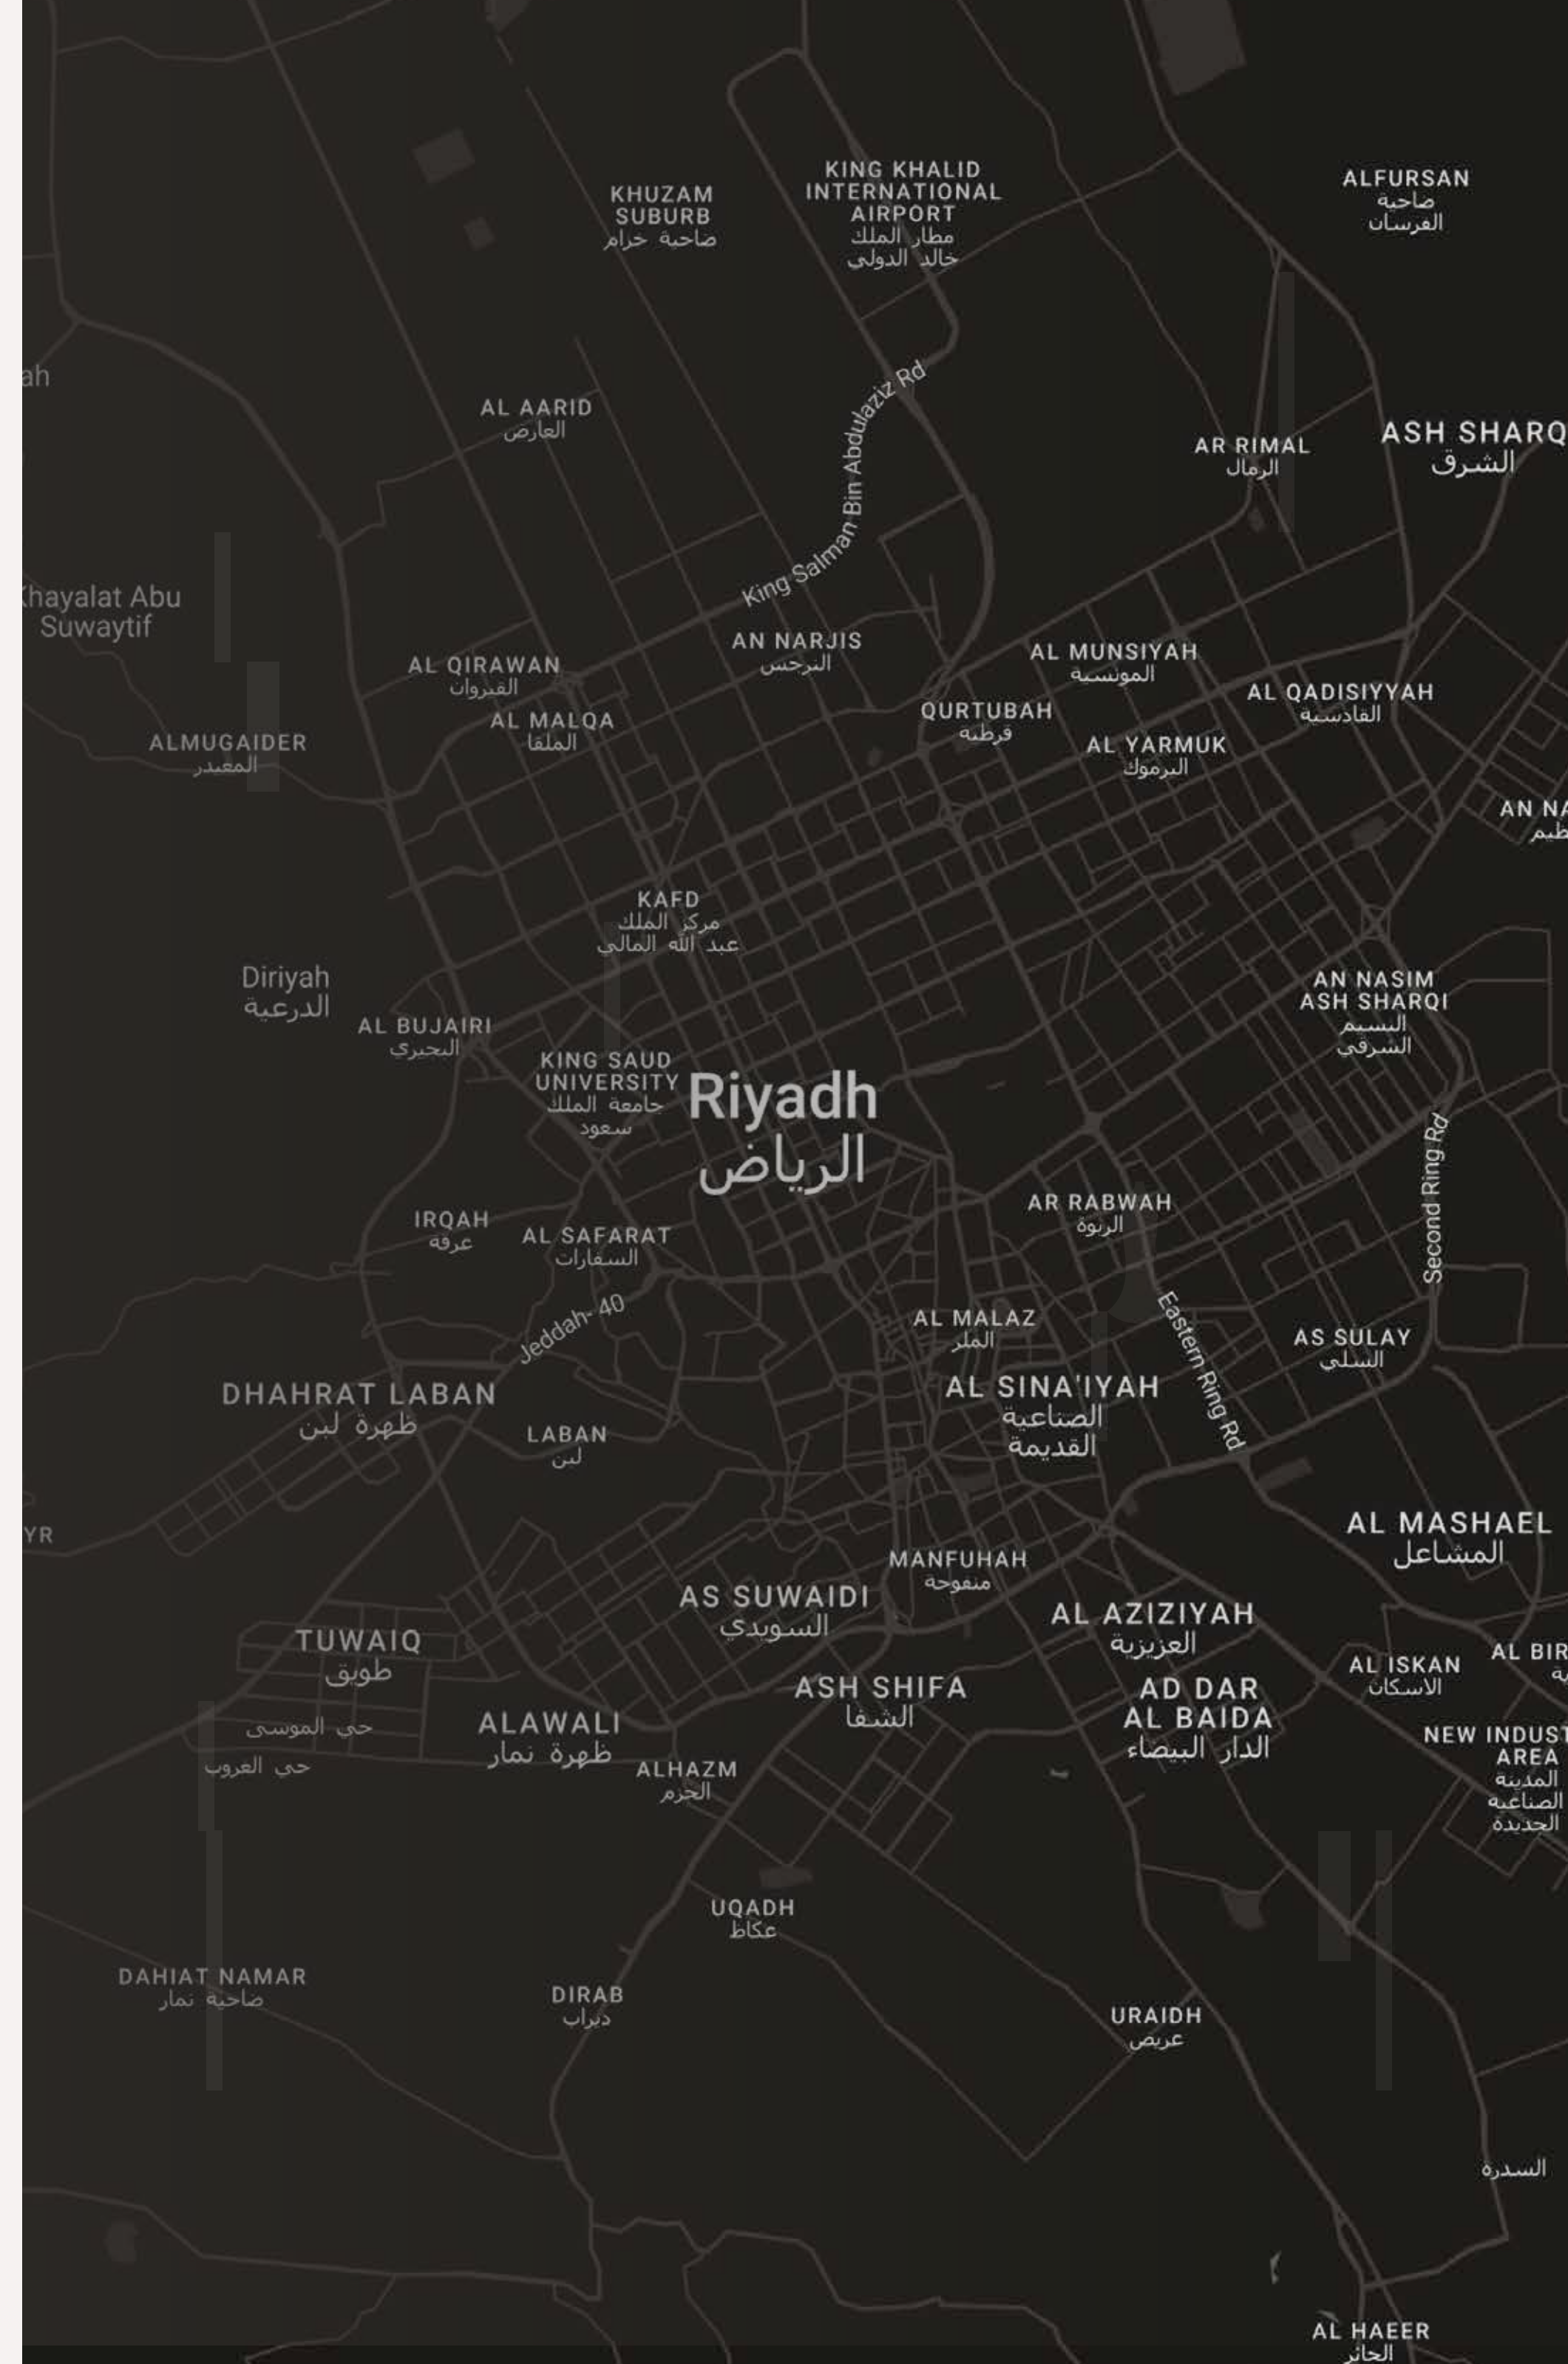 KING KHALID
INTERNATIONAL
AIRPORT
مطار الملك
خالد الدولي
ALFURSAN
ضاحية
الفرسان
KHUZAM
SUBURB
ضاحية خزام
ah
AL AARID
العارض
King Salman Bin Abdulaziz Rd
AR RIMAL
الرمال
ASH SHARQ
الشرق
Khayalat Abu
Suwaytif
AN NARJIS
النرجس
AL MUNSIYAH
المونسية
AL QIRAWAN
القيروان
AL QADISIYYAH
القادسية
QURTUBAH
قرطبة
AL MALQA
الملقا
ALMUGAIDER
المغيدر
AL YARMUK
اليرموك
AN NA
ظيم
KAFD
مركز الملك
عبد الله المالي
Diriyah
الدرعية
AN NASIM
ASH SHARQI
النسيم
الشرقي
AL BUJAIRI
البجيري
KING SAUD
UNIVERSITY
جامعة الملك
سعود
Riyadh
الرياض
Second Ring Rd
AR RABWAH
الربوة
IRQAH
عرقة
AL SAFARAT
السفارات
Jeddah- 40
Eastern Ring Rd
AL MALAZ
الملز
AS SULAY
السلي
DHAHRAT LABAN
ظهرة لبن
AL SINA'IYAH
الصناعية
القديمة
LABAN
لبن
YR
AL MASHAEL
المشاعل
MANFUHAH
منفوحة
AS SUWAIDI
السويدي
AL AZIZIYAH
العزيزية
TUWAIQ
طويق
AL ISKAN
الاسكان
AL BIR
ية
ASH SHIFA
الشفا
AD DAR
AL BAIDA
الدار البيضاء
حي الموسى
ALAWALI
ظهرة نمار
NEW INDUST
AREA
المدينة
الصناعية
الجديدة
حي الغروب
ALHAZM
الحزم
UQADH
عكاظ
DAHIAT NAMAR
ضاحية نمار
DIRAB
ديراب
URAIDH
عريض
السدرة
AL HAEER
الحائر